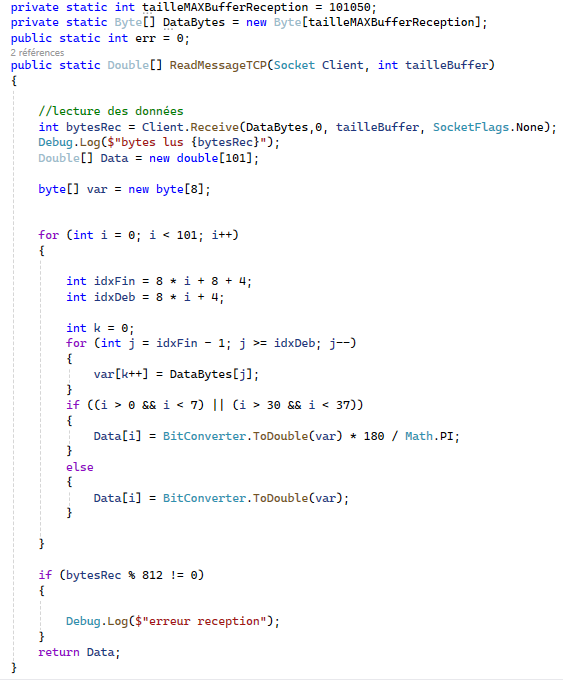 private static int tailleMAXBufferReception = 101050;
private static Byte[] DataBytes = new Byte[tailleMAXBufferReception];
public static int err = 0;
2 références
public static Double[] ReadMessageTCP(Socket Client, int tailleBuffer)
{
//lecture des données
int bytesRec = Client.Receive(DataBytes,0, tailleBuffer, SocketFlags.None);
Debug.Log($"bytes lus {bytesRec}");
Double[] Data = new double[101];
byte[] var = new byte[8];
for (int i = 0; i < 101; i++)
{
int idxFin = 8 * i + 8 + 4;
int idxDeb = 8 * i + 4;
int k = 0;
for (int j = idxFin - 1; j >= idxDeb; j--)
{
var[k++] = DataBytes[j];
}
if ((i > 0 && i < 7) || (i > 30 && i < 37))
{
Data[i] = BitConverter.ToDouble(var) * 180 / Math.PI;
}
else
{
Data[i] = BitConverter.ToDouble(var);
}
}
if (bytesRec % 812 != 0)
{
Debug.Log($"erreur reception");
}
return Data;
}